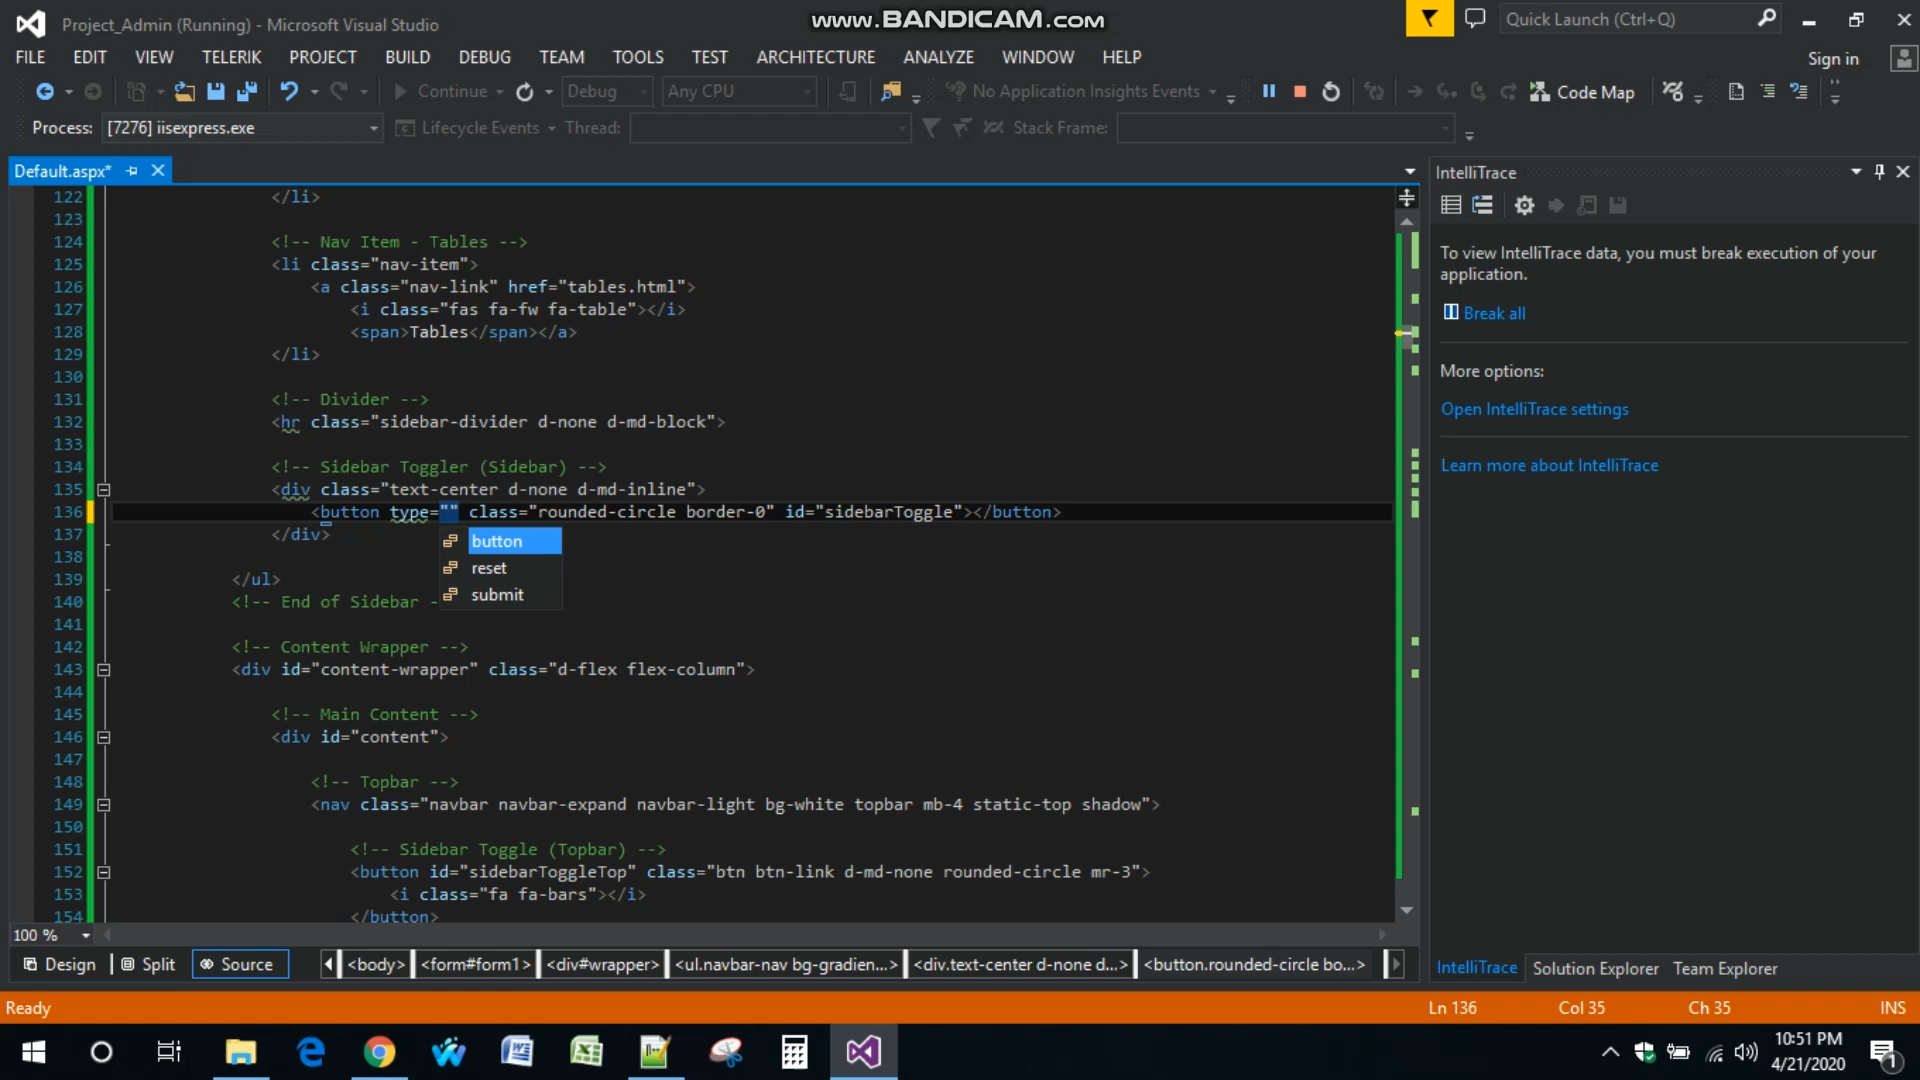 Project_Admin (Running) - Microsoft Visual Studio
www.BANDICAM.com
Quick Launch (Ctrl+Q)
FILE EDIT VIEW TELERIK PROJECT BUILD DEBUG TEAM TOOLS TEST ARCHITECTURE ANALYZE WINDOW HELP
Sign in
Continue Debug Any CPU No Application Insights Events Code Map
Process: [7276] iisexpress.exe Lifecycle Events Thread: Stack Frame:
Default.aspx*
122 </li>
123
124 <!-- Nav Item - Tables -->
125 <li class="nav-item">
126 <a class="nav-link" href="tables.html">
127 <i class="fas fa-fw fa-table"></i>
128 <span>Tables</span></a>
129 </li>
130
131 <!-- Divider -->
132 <hr class="sidebar-divider d-none d-md-block">
133
134 <!-- Sidebar Toggler (Sidebar) -->
135 <div class="text-center d-none d-md-inline">
136 <button type="" class="rounded-circle border-0" id="sidebarToggle"></button>
137 </div>
button
reset
submit
138
139 </ul>
140 <!-- End of Sidebar -
141
142 <!-- Content Wrapper -->
143 <div id="content-wrapper" class="d-flex flex-column">
144
145 <!-- Main Content -->
146 <div id="content">
147
148 <!-- Topbar -->
149 <nav class="navbar navbar-expand navbar-light bg-white topbar mb-4 static-top shadow">
150
151 <!-- Sidebar Toggle (Topbar) -->
152 <button id="sidebarToggleTop" class="btn btn-link d-md-none rounded-circle mr-3">
153 <i class="fa fa-bars"></i>
154 </button>
100 %
Design Split Source <body> <form#form1> <div#wrapper> <ul.navbar-nav bg-gradien...> <div.text-center d-none d...> <button.rounded-circle bo...>
IntelliTrace
To view IntelliTrace data, you must break execution of your
application.
Break all
More options:
Open IntelliTrace settings
Learn more about IntelliTrace
IntelliTrace Solution Explorer Team Explorer
Ready Ln 136 Col 35 Ch 35 INS
10:51 PM
4/21/2020
1